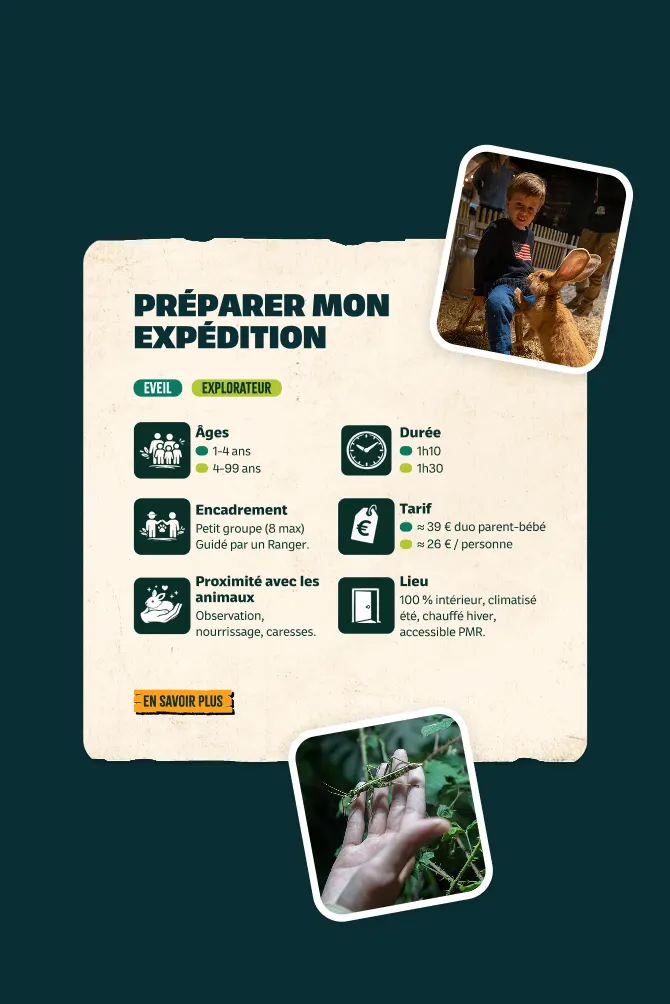 PRÉPARER MON
EXPÉDITION
EVEIL
EXPLORATEUR
Âges
1-4 ans
4-99 ans
Durée
1h10
1h30
Encadrement
Petit groupe (8 max)
Guidé par un Ranger.
Tarif
€
≈ 39 € duo parent-bébé
≈ 26 € / personne
Proximité avec les
animaux
Observation,
nourrissage, caresses.
Lieu
100 % intérieur, climatisé
été, chauffé hiver,
accessible PMR.
EN SAVOIR PLUS